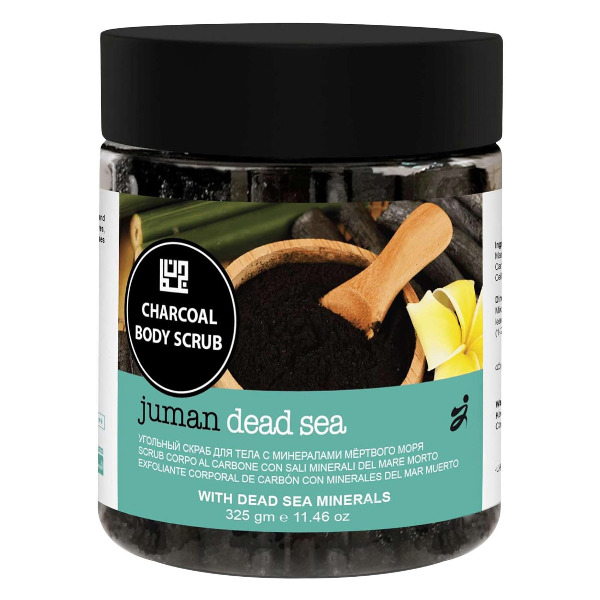 جمان
CHARCOAL
BODY SCRUB
juman dead sea
УГОЛЬНЫЙ СКРАБ ДЛЯ ТЕЛА С МИНЕРАЛАМИ МЁРТВОГО МОРЯ
SCRUB CORPO AL CARBONE CON SALI MINERALI DEL MARE MORTO
EXFOLIANTE CORPORAL DE CARBÓN CON MINERALES DEL MAR MUERTO
WITH DEAD SEA MINERALS
325 gm e 11.46 oz